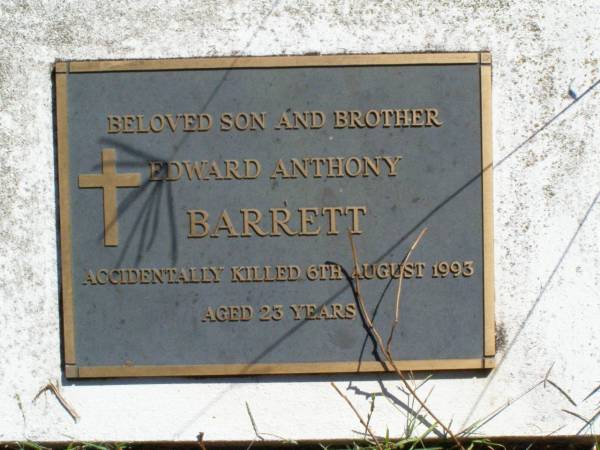 BELOVED SON AND BROTHER
EDWARD ANTHONY
BARRETT
ACCIDENTALLY KILLED 6TH AUGUST 1993
AGED 23 YEARS